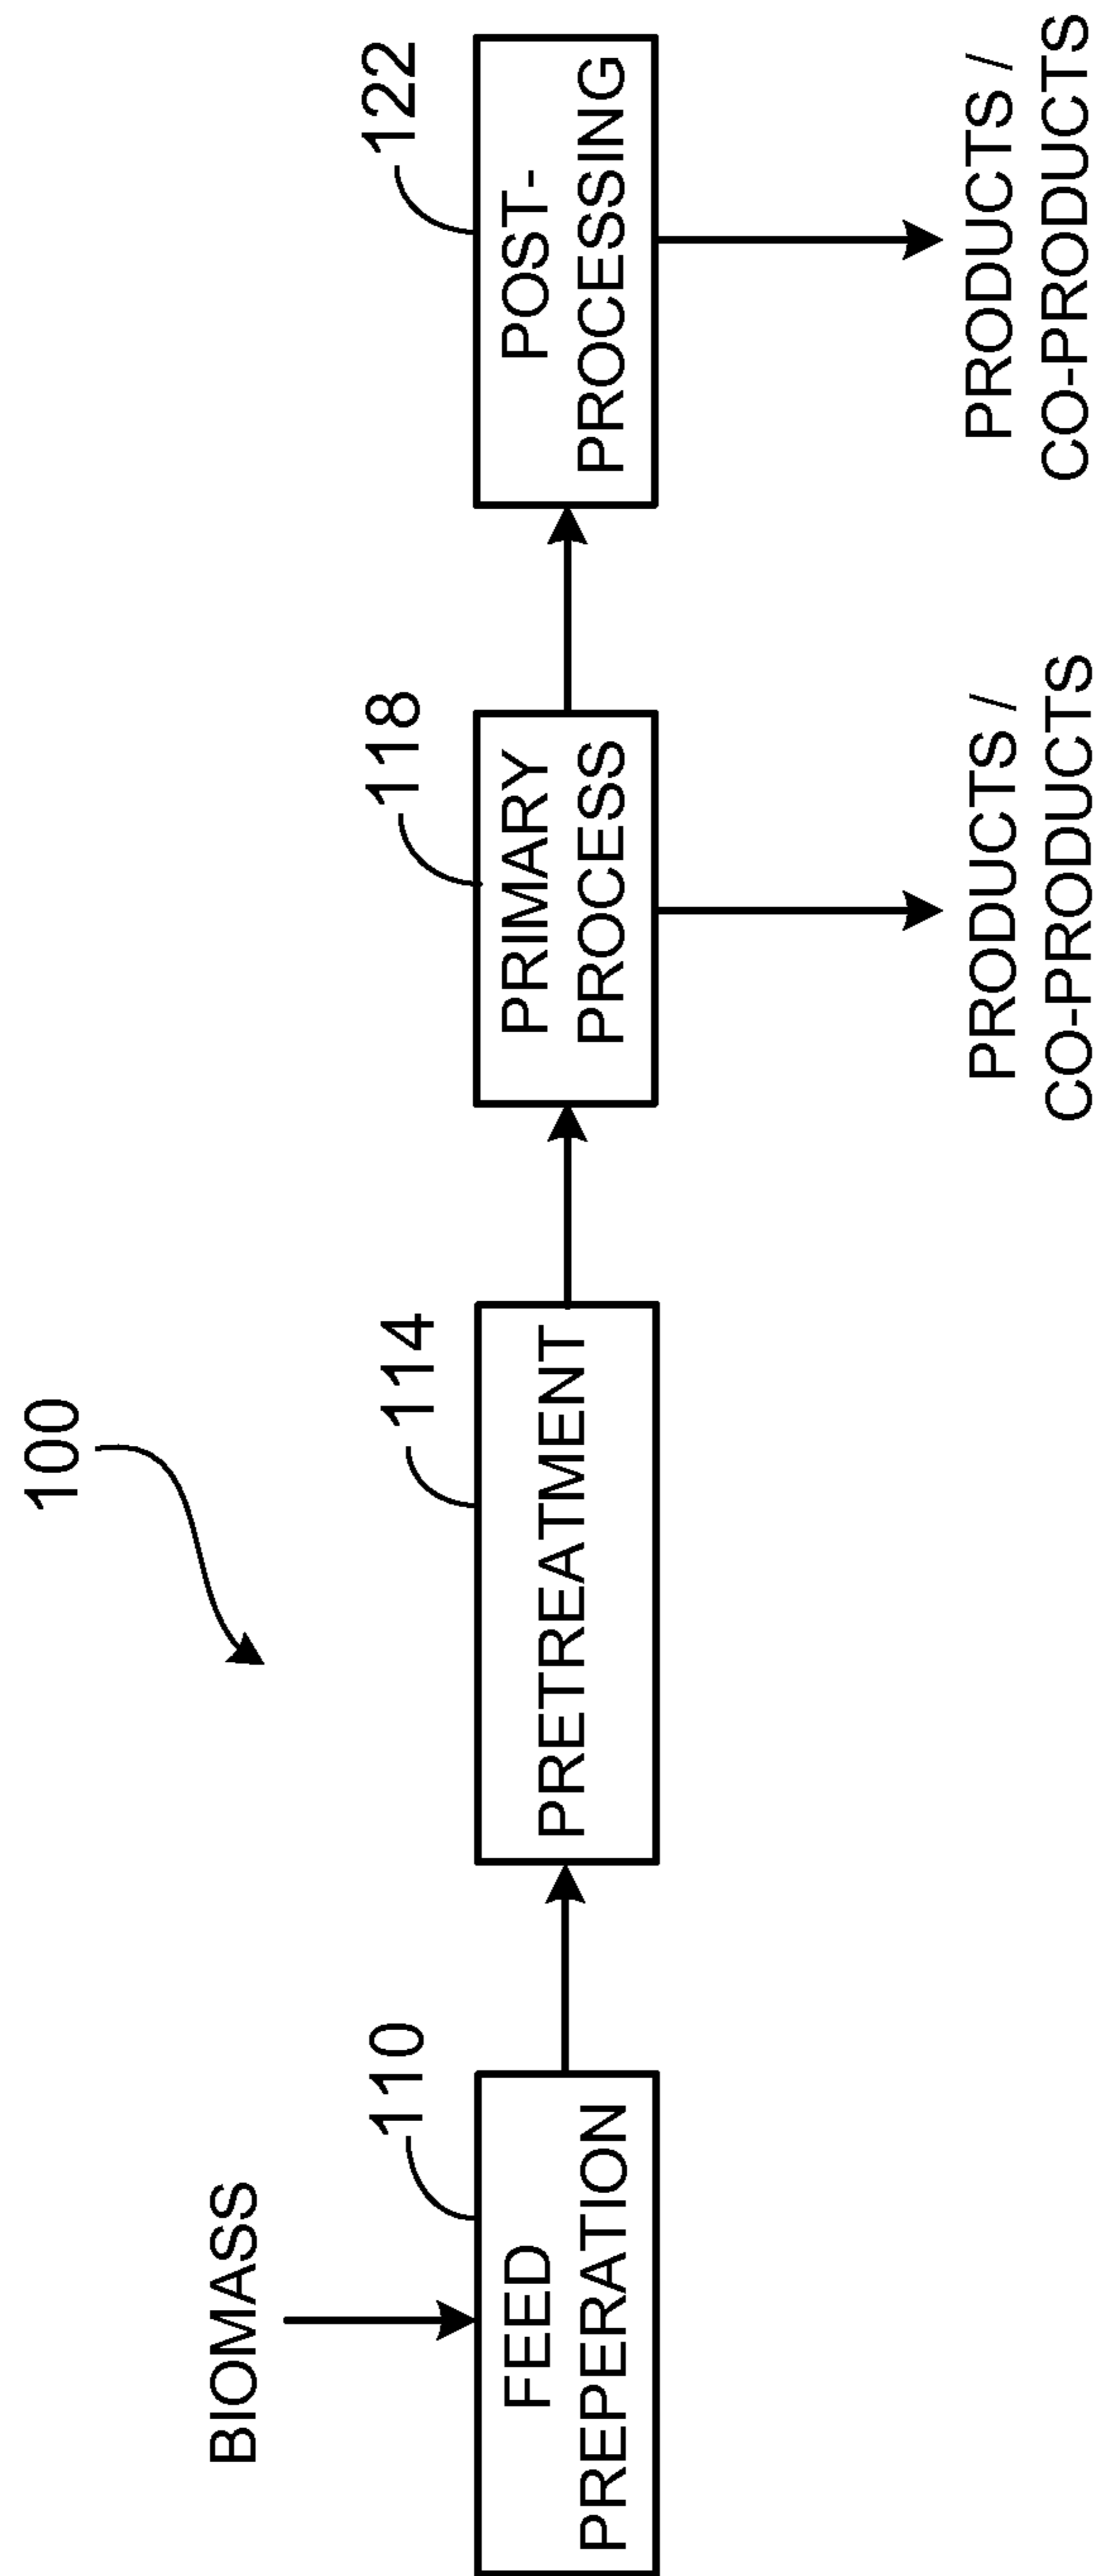 100
BIOMASS
110
114
118
122
FEED
PREPERATION
PRETREATMENT
PRIMARY
PROCESS
POST-
PROCESSING
PRODUCTS /
CO-PRODUCTS
PRODUCTS /
CO-PRODUCTS